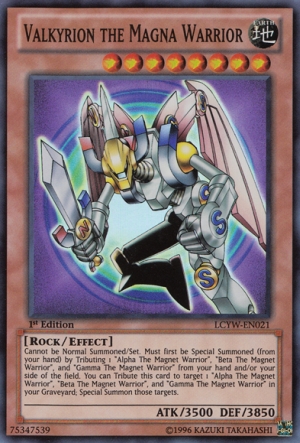 VALKYRION THE MAGNA WARRIOR
EARTH
地
N
S
S
1st Edition
LCYW-EN021
[ROCK/EFFECT]
Cannot be Normal Summoned/Set. Must first be Special Summoned (from
your hand) by Tributing 1 "Alpha The Magnet Warrior", "Beta The Magnet
Warrior", and "Gamma The Magnet Warrior" from your hand and/or your
side of the field. You can Tribute this card to target 1 "Alpha The Magnet
Warrior", "Beta The Magnet Warrior", and "Gamma The Magnet Warrior" in
your Graveyard; Special Summon those targets.
ATK/3500 DEF/3850
75347539
©1996 KAZUKI TAKAHASHI